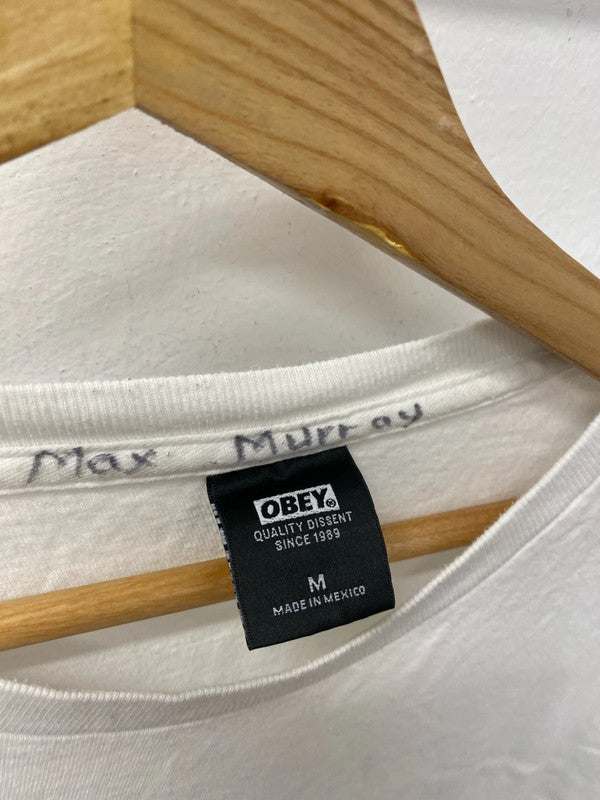 Max Murray
OBEY®
QUALITY DISSENT
SINCE 1989
M
MADE IN MEXICO